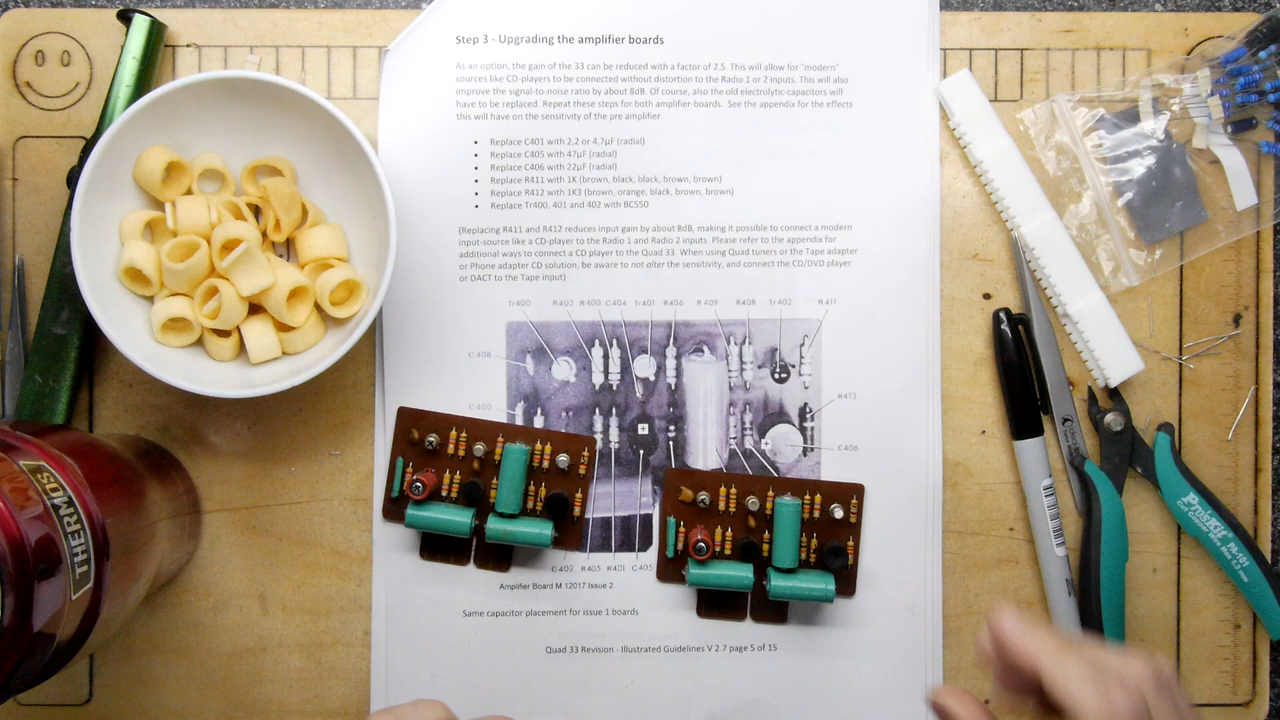 Step 3 - Upgrading the amplifier boards
As an option, the gain of the 33 can be reduced with a factor of 2.5. This will allow for "modern"
sources like CD-players to be connected without distortion to the Radio 1 or 2 inputs. This will also
improve the signal-to-noise ratio by about 8dB. Of course, also the old electrolytic-capacitors will
have to be replaced. Repeat these steps for both amplifier-boards. See the appendix for the effects
this will have on the sensitivity of the pre amplifier
• Replace C401 with 2,2 or 4,7µF (radial)
• Replace C405 with 47µF (radial)
• Replace C406 with 22µF (radial)
• Replace R411 with 1K (brown, black, black, brown, brown)
• Replace R412 with 1K3 (brown, orange, black, brown, brown)
• Replace Tr400, 401 and 402 with BC550
(Replacing R411 and R412 reduces input gain by about 8dB, making it possible to connect a modern
input-source like a CD-player to the Radio 1 and Radio 2 inputs. Please refer to the appendix for
additional ways to connect a CD player to the Quad 33. When using Quad tuners or the Tape adapter
or Phone adapter CD solution, be aware to not alter the sensitivity, and connect the CD/DVD player
or DACT to the Tape input)
Tr400 R402 R400 C404 Tr401 R406 R409 R408 Tr402 R411
C408
C400
R413
C406
C402 R405 R401 C405
Amplifier Board M 12017 Issue 2
Same capacitor placement for issue 1 boards
Quad 33 Revision - Illustrated Guidelines V 2.7 page 5 of 15
THERMOS
Pro'sKit
PA-101